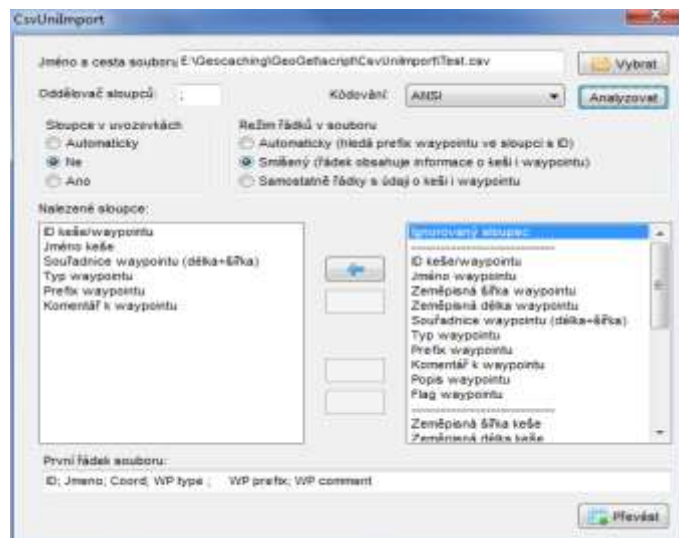 CsvUniImport
Jméno a cesta souboru E:\Geocaching\GeoGet\script\CsvUniImport\Test.csv Vybrat
Oddělovač sloupců: ; Kódování: ANSI Analyzovat
Sloupce v uvozovkách
Automaticky
Ne
Ano
Režim řádků v souboru
Automaticky (hledá prefix waypointu ve sloupci s ID)
Smíšený (řádek obsahuje informace o keši i waypointu)
Samostatné řádky s údaji o keši i waypointu
Nalezené sloupce:
ID keše/waypointu
Jméno keše
Souřadnice waypointu (délka+šířka)
Typ waypointu
Prefix waypointu
Komentář k waypointu
Ignorovaný sloupec
------------------------------
ID keše/waypointu
Jméno waypointu
Zeměpisná šířka waypointu
Zeměpisná délka waypointu
Souřadnice waypointu (délka+šířka)
Typ waypointu
Prefix waypointu
Komentář k waypointu
Popis waypointu
Flag waypointu
------------------------------
Zeměpisná šířka keše
Zeměpisná délka keše
První řádek souboru:
ID; Jmeno; Coord; WP type ; WP prefix; WP comment
Převést